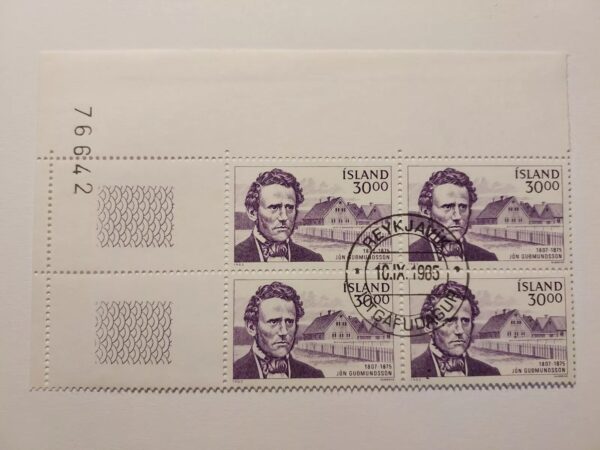 76642
ÍSLAND
30.00
1807-1875
JÓN GUÐMUNDSSON
ÍSLAND
30.00
1807-1875
JÓN GUÐMUNDSSON
REYKJAVÍK
* 10.IX.1985 *
ÚTGÁFUDAGUR
ÍSLAND
30.00
1807-1875
JÓN GUÐMUNDSSON
ÍSLAND
30.00
1807-1875
JÓN GUÐMUNDSSON